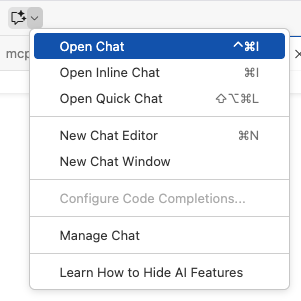 mcp
Open Chat ⌃⌘I
Open Inline Chat ⌘I
Open Quick Chat ⇧⌥⌘L
New Chat Editor ⌘N
New Chat Window
Configure Code Completions...
Manage Chat
Learn How to Hide AI Features